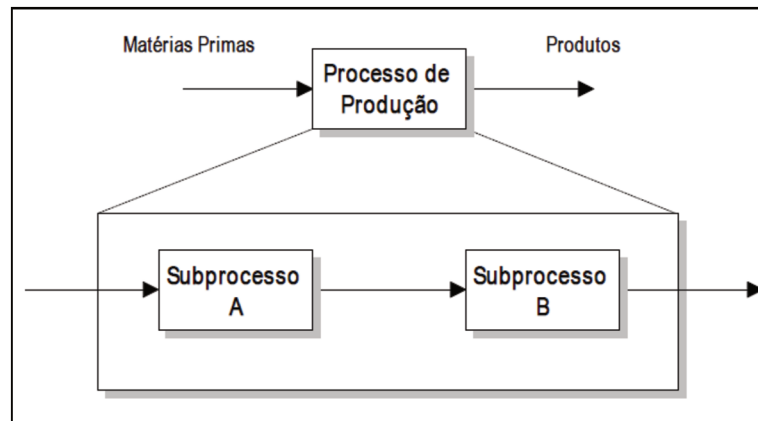 Matérias Primas
Produtos
Processo de
Produção
Subprocesso
A
Subprocesso
B